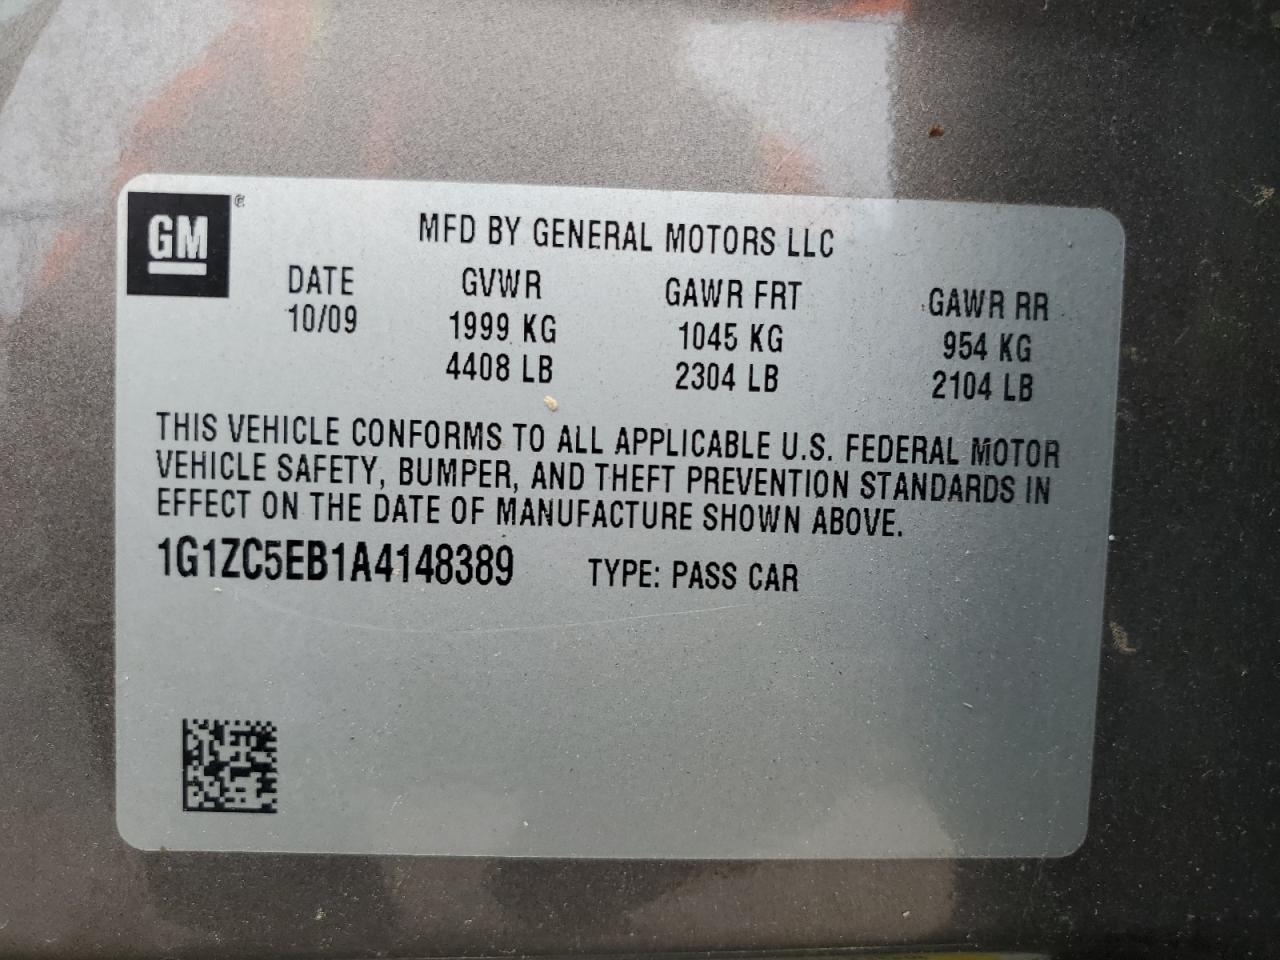 GM®
MFD BY GENERAL MOTORS LLC
DATE GVWR GAWR FRT GAWR RR
10/09 1999 KG 1045 KG 954 KG
4408 LB 2304 LB 2104 LB
THIS VEHICLE CONFORMS TO ALL APPLICABLE U.S. FEDERAL MOTOR
VEHICLE SAFETY, BUMPER, AND THEFT PREVENTION STANDARDS IN
EFFECT ON THE DATE OF MANUFACTURE SHOWN ABOVE.
1G1ZC5EB1A4148389 TYPE: PASS CAR